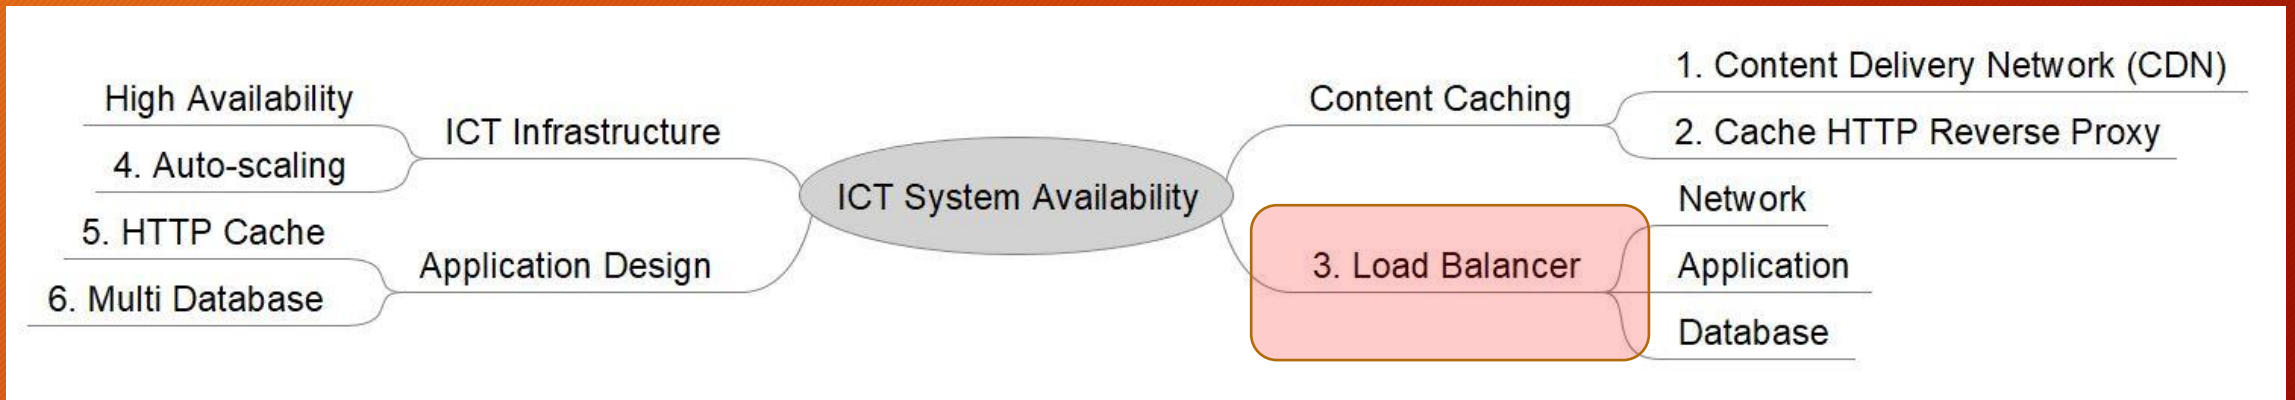 High Availability
4. Auto-scaling
ICT Infrastructure
5. HTTP Cache
6. Multi Database
Application Design
ICT System Availability
Content Caching
1. Content Delivery Network (CDN)
2. Cache HTTP Reverse Proxy
3. Load Balancer
Network
Application
Database